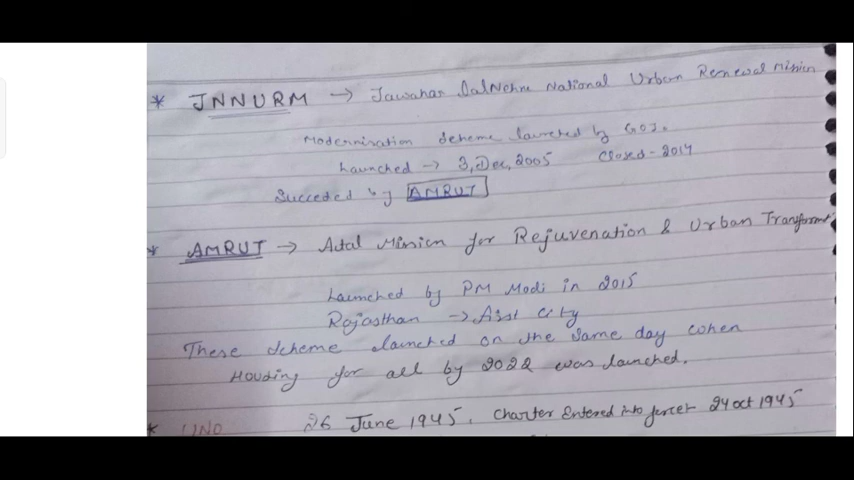 * JNNURM → Jawahar Lal Nehru National Urban Renewal Mission
Modernisation scheme launched by GOI.
Launched → 3, Dec, 2005 Closed - 2014
Succeded by AMRUT
* AMRUT → Atal Mission for Rejuvenation & Urban Transformt
Launched by PM Modi in 2015
Rajasthan → first city
These scheme launched on the same day when
Housing for all by 2022 was launched.
* UNO 26 June 1945. Charter Entered into force 24 oct 1945